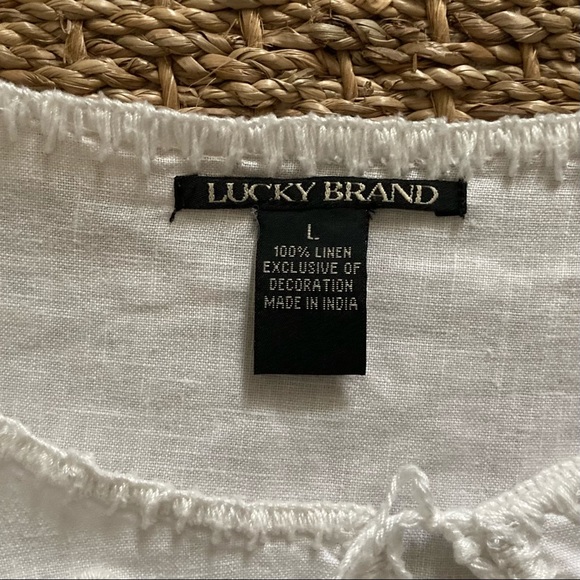 LUCKY BRAND
L
100% LINEN
EXCLUSIVE OF
DECORATION
MADE IN INDIA